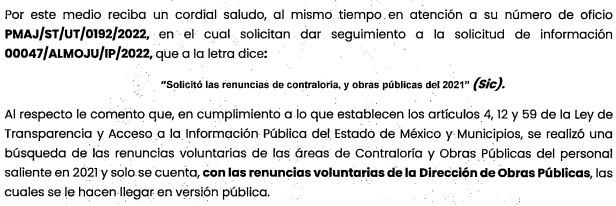 Por este medio reciba un cordial saludo, al mismo tiempo en atención a su número de oficio
PMAJ/ST/UT/0192/2022, en el cual solicitan dar seguimiento a la solicitud de información
00047/ALMOJU/IP/2022, que a la letra dice:
"Solicitó las renuncias de contraloria, y obras públicas del 2021" (Sic).
Al respecto le comento que, en cumplimiento a lo que establecen los artículos 4, 12 y 59 de la Ley de
Transparencia y Acceso a la Información Pública del Estado de México y Municipios, se realizó una
búsqueda de las renuncias voluntarias de las áreas de Contraloría y Obras Públicas del personal
saliente en 2021 y solo se cuenta, con las renuncias voluntarias de la Dirección de Obras Públicas, las
cuales se le hacen llegar en versión pública.